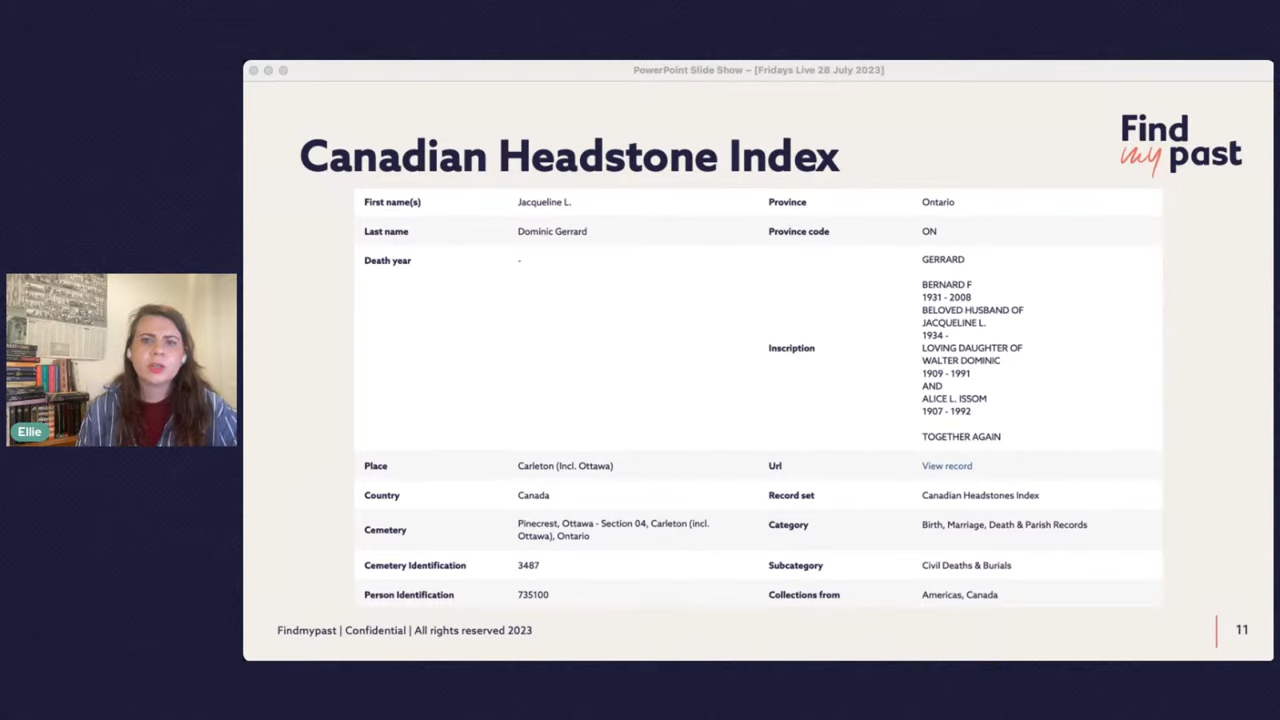 PowerPoint Slide Show – [Fridays Live 28 July 2023]
Find
my past
Canadian Headstone Index
First name(s) Jacqueline L. Province Ontario
Last name Dominic Gerrard Province code ON
Death year - Inscription
GERRARD
BERNARD F
1931 - 2008
BELOVED HUSBAND OF
JACQUELINE L.
1934 -
LOVING DAUGHTER OF
WALTER DOMINIC
1909 - 1991
AND
ALICE L. ISSOM
1907 - 1992
TOGETHER AGAIN
Place Carleton (Incl. Ottawa) Url View record
Country Canada Record set Canadian Headstones Index
Cemetery Pinecrest, Ottawa - Section 04, Carleton (incl.
Ottawa), Ontario
Category Birth, Marriage, Death & Parish Records
Cemetery Identification 3487 Subcategory Civil Deaths & Burials
Person Identification 735100 Collections from Americas, Canada
Findmypast | Confidential | All rights reserved 2023
11
Ellie